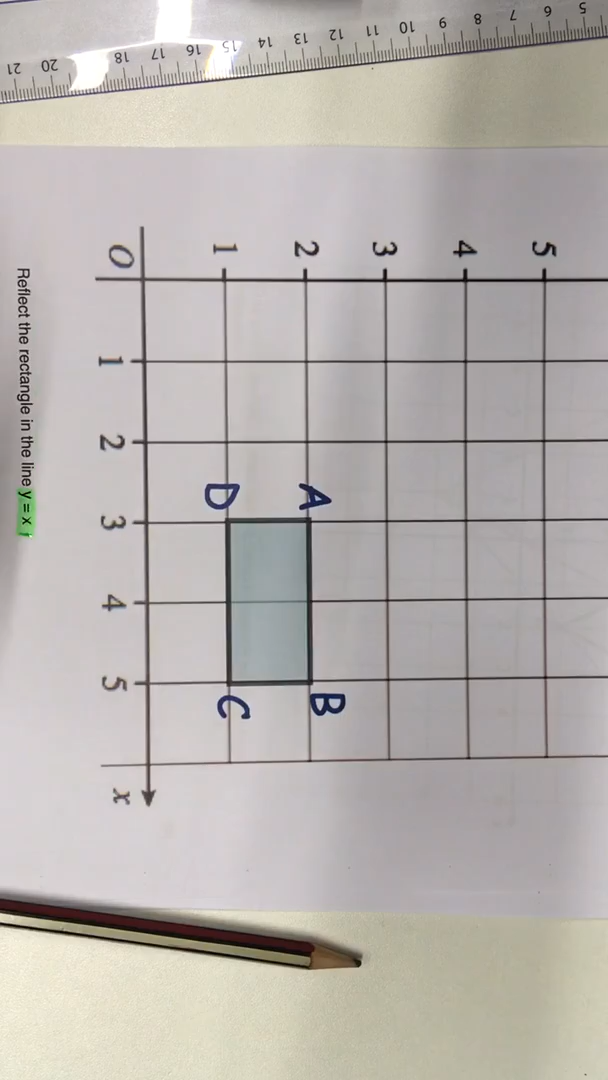 5
4
3
2
1
O
A
B
D
C
1
2
3
4
5
x
Reflect the rectangle in the line y = x
5 6 7 8 9 10 11 12 13 14 15 16 17 18 20 21